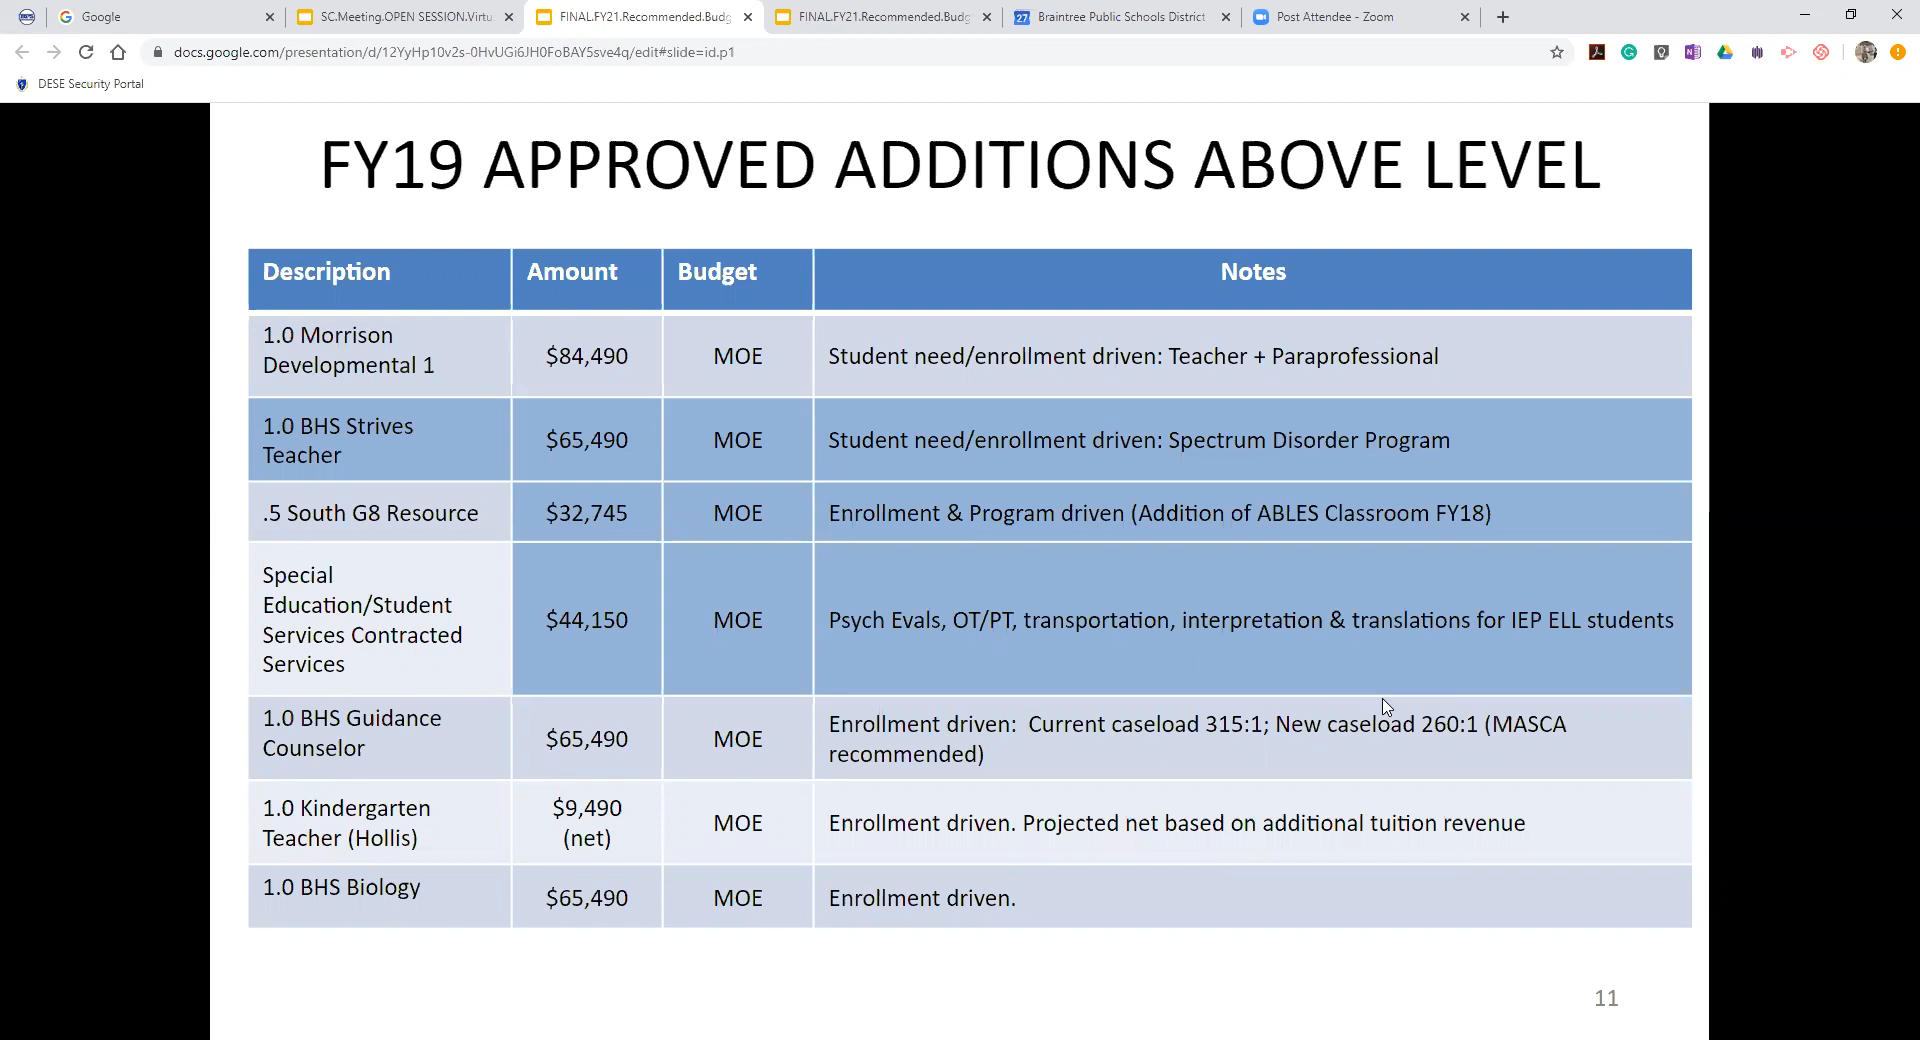 Google
SC.Meeting.OPEN SESSION.Virtu
FINAL.FY21.Recommended.Budg
FINAL.FY21.Recommended.Budg
27
Braintree Public Schools District
Post Attendee - Zoom
docs.google.com/presentation/d/12YyHp10v2s-0HvUGi6JH0FoBAY5sve4q/edit#slide=id.p1
DESE Security Portal
FY19 APPROVED ADDITIONS ABOVE LEVEL
Description Amount Budget Notes
1.0 Morrison
Developmental 1
$84,490
MOE
Student need/enrollment driven: Teacher + Paraprofessional
1.0 BHS Strives
Teacher
$65,490
MOE
Student need/enrollment driven: Spectrum Disorder Program
.5 South G8 Resource
$32,745
MOE
Enrollment & Program driven (Addition of ABLES Classroom FY18)
Special
Education/Student
Services Contracted
Services
$44,150
MOE
Psych Evals, OT/PT, transportation, interpretation & translations for IEP ELL students
1.0 BHS Guidance
Counselor
$65,490
MOE
Enrollment driven: Current caseload 315:1; New caseload 260:1 (MASCA
recommended)
1.0 Kindergarten
Teacher (Hollis)
$9,490
(net)
MOE
Enrollment driven. Projected net based on additional tuition revenue
1.0 BHS Biology
$65,490
MOE
Enrollment driven.
11